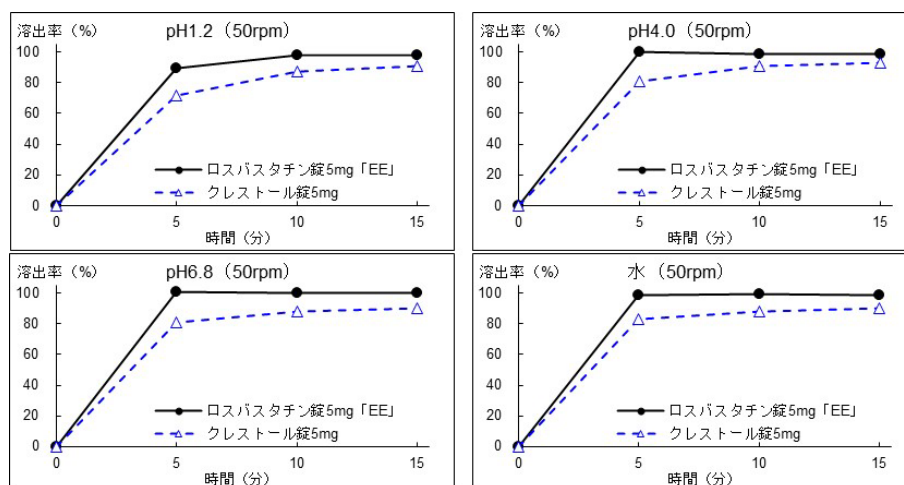 溶出率（%） pH1.2（50rpm）
100
80
60
40
20
0
ロスバスタチン錠5mg「EE」
クレストール錠5mg
0 5 10 15
時間（分）
溶出率（%） pH4.0（50rpm）
100
80
60
40
20
0
ロスバスタチン錠5mg「EE」
クレストール錠5mg
0 5 10 15
時間（分）
溶出率（%） pH6.8（50rpm）
100
80
60
40
20
0
ロスバスタチン錠5mg「EE」
クレストール錠5mg
0 5 10 15
時間（分）
溶出率（%） 水（50rpm）
100
80
60
40
20
0
ロスバスタチン錠5mg「EE」
クレストール錠5mg
0 5 10 15
時間（分）